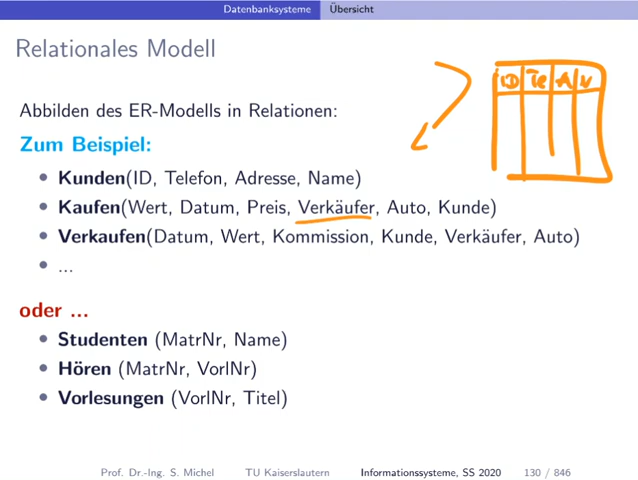 Datenbanksysteme Übersicht
Relationales Modell
ID Te A N
Abbilden des ER-Modells in Relationen:
Zum Beispiel:
• Kunden(ID, Telefon, Adresse, Name)
• Kaufen(Wert, Datum, Preis, Verkäufer, Auto, Kunde)
• Verkaufen(Datum, Wert, Kommission, Kunde, Verkäufer, Auto)
• ...
oder ...
• Studenten (MatrNr, Name)
• Hören (MatrNr, VorlNr)
• Vorlesungen (VorlNr, Titel)
Prof. Dr.-Ing. S. Michel TU Kaiserslautern Informationssysteme, SS 2020 130 / 846